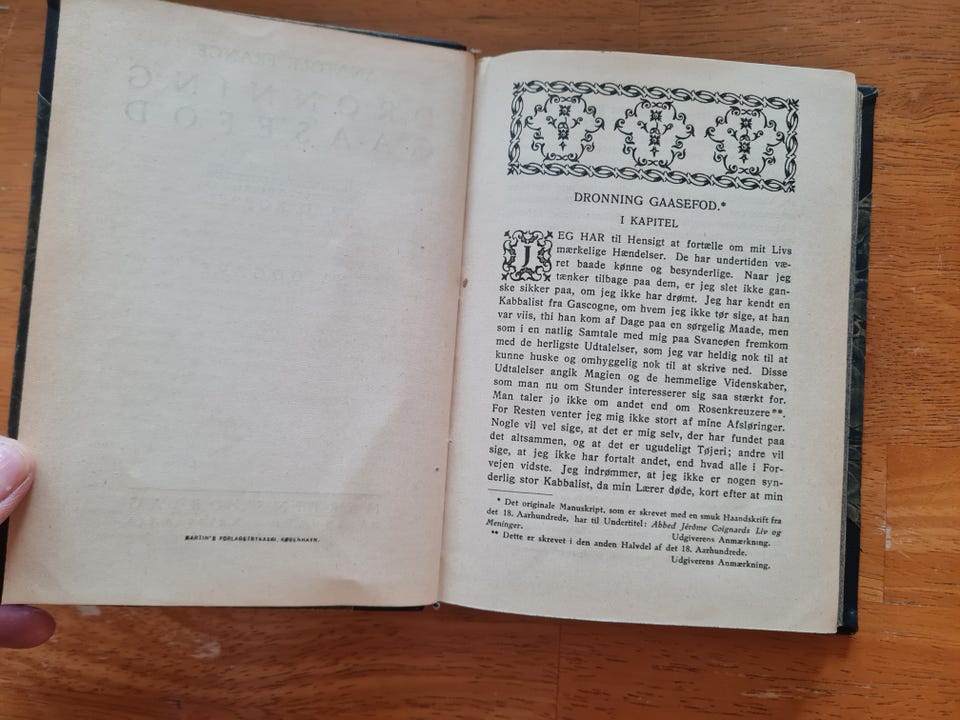 MARTIN'S FORLAGSTRYKKERI, KØBENHAVN.
DRONNING GAASEFOD.*
I KAPITEL
JEG HAR til Hensigt at fortælle om mit Livs
mærkelige Hændelser. De har undertiden væ-
ret baade kønne og besynderlige. Naar jeg
tænker tilbage paa dem, er jeg slet ikke gan-
ske sikker paa, om jeg ikke har drømt. Jeg har kendt en
Kabbalist fra Gascogne, om hvem jeg ikke tør sige, at han
var viis, thi han kom af Dage paa en sørgelig Maade, men
som i en natlig Samtale med mig paa Svaneøen fremkom
med de herligste Udtalelser, som jeg var heldig nok til at
kunne huske og omhyggelig nok til at skrive ned. Disse
Udtalelser angik Magien og de hemmelige Videnskaber,
som man nu om Stunder interesserer sig saa stærkt for.
Man taler jo ikke om andet end om Rosenkreuzere**.
For Resten venter jeg mig ikke stort af mine Afsløringer.
Nogle vil vel sige, at det er mig selv, der har fundet paa
det altsammen, og at det er ugudeligt Tøjeri; andre vil
sige, at jeg ikke har fortalt andet, end hvad alle i For-
vejen vidste. Jeg indrømmer, at jeg ikke er nogen syn-
derlig stor Kabbalist, da min Lærer døde, kort efter at min
* Det originale Manuskript, som er skrevet med en smuk Haandskrift fra
det 18. Aarhundrede, har til Undertitel: Abbed Jérôme Coignards Liv og
Meninger. Udgiverens Anmærkning.
** Dette er skrevet i den anden Halvdel af det 18. Aarhundrede.
Udgiverens Anmærkning.